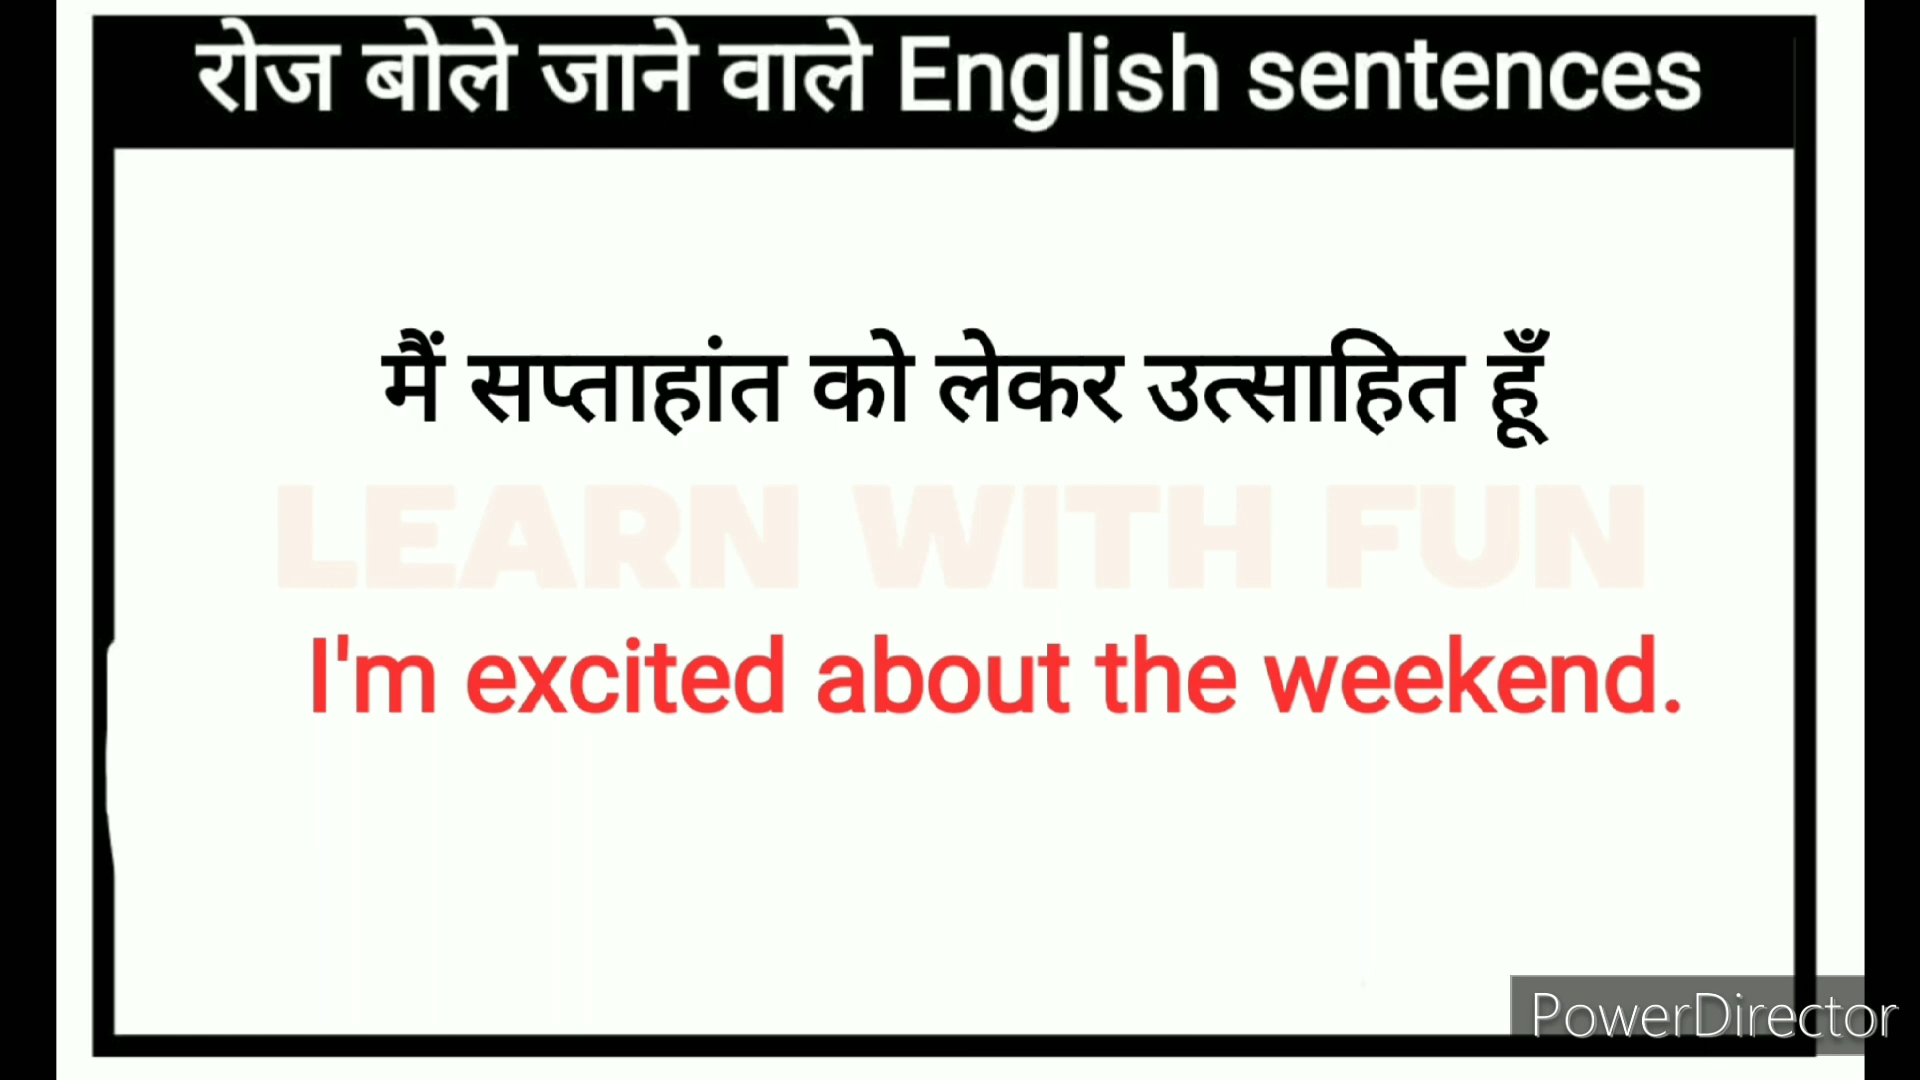 रोज बोले जाने वाले English sentences
मैं सप्ताहांत को लेकर उत्साहित हूँ
LEARN WITH FUN
I'm excited about the weekend.
PowerDirector